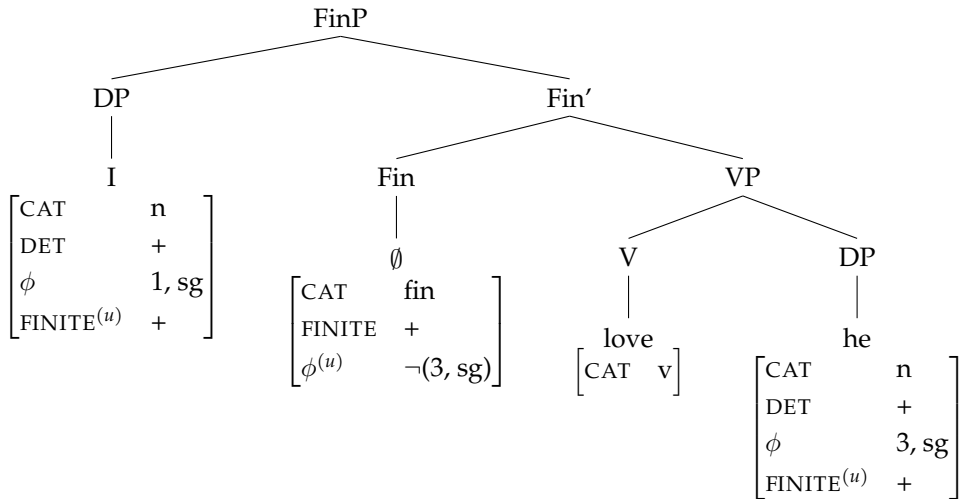 FinP
DP Fin'
I Fin VP
CAT n
DET +
ϕ 1, sg
FINITE(u) +
∅
CAT fin
FINITE +
ϕ(u) ¬(3, sg)
V DP
love he
CAT v
CAT n
DET +
ϕ 3, sg
FINITE(u) +